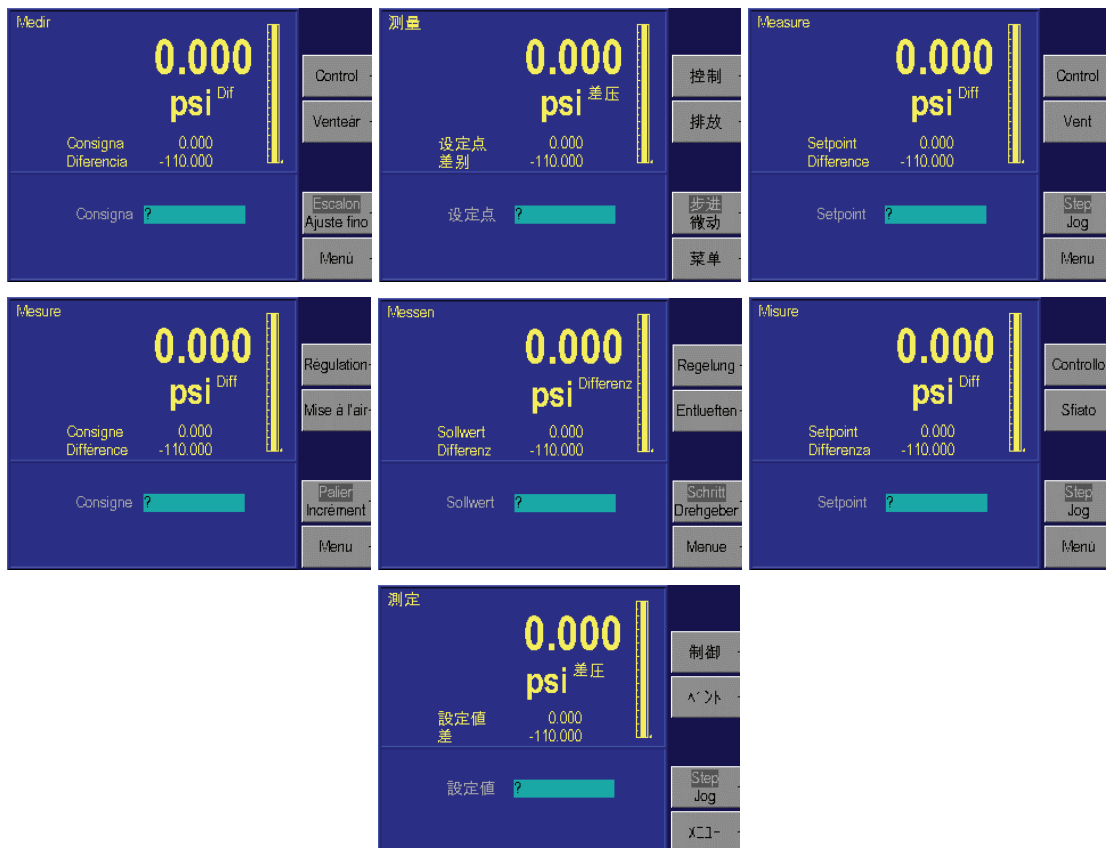 Medir
0.000
psi Dif
Consigna 0.000
Diferencia -110.000
Consigna ?
Control
Venteár
Escalon
Ajuste fino
Menú
测量
0.000
psi 差压
设定点 0.000
差别 -110.000
设定点 ?
控制
排放
步进
微动
菜单
Measure
0.000
psi Diff
Setpoint 0.000
Difference -110.000
Setpoint ?
Control
Vent
Step
Jog
Menu
Mesure
0.000
psi Diff
Consigne 0.000
Différence -110.000
Consigne ?
Régulation
Mise à l'air
Palier
Incrément
Menu
Messen
0.000
psi Differenz
Sollwert 0.000
Differenz -110.000
Sollwert ?
Regelung
Entlueften
Schritt
Drehgeber
Menue
Misure
0.000
psi Diff
Setpoint 0.000
Differenza -110.000
Setpoint ?
Controllo
Sfiato
Step
Jog
Menù
測定
0.000
psi 差圧
設定値 0.000
差 -110.000
設定値 ?
制御
ベント
Step
Jog
メニュー